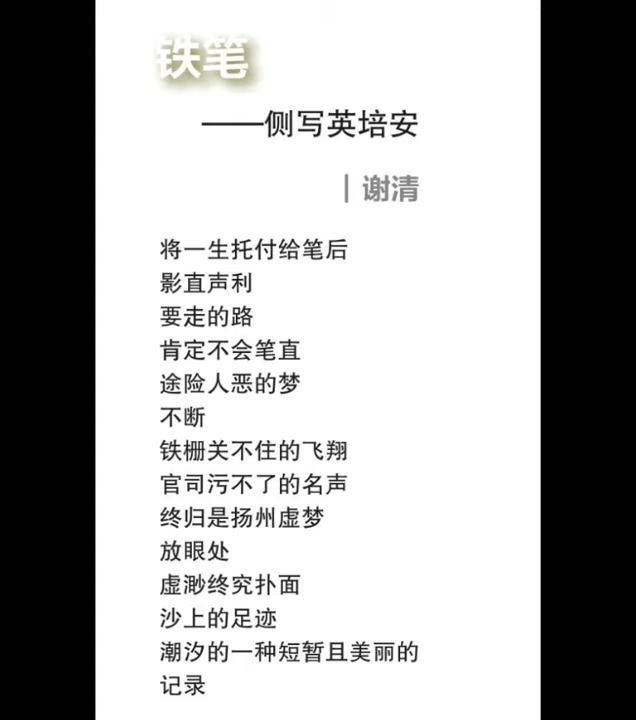 铁笔
——侧写英培安
| 谢清
将一生托付给笔后
影直声利
要走的路
肯定不会笔直
途险人恶的梦
不断
铁栅关不住的飞翔
官司污不了的名声
终归是扬州虚梦
放眼处
虚渺终究扑面
沙上的足迹
潮汐的一种短暂且美丽的
记录